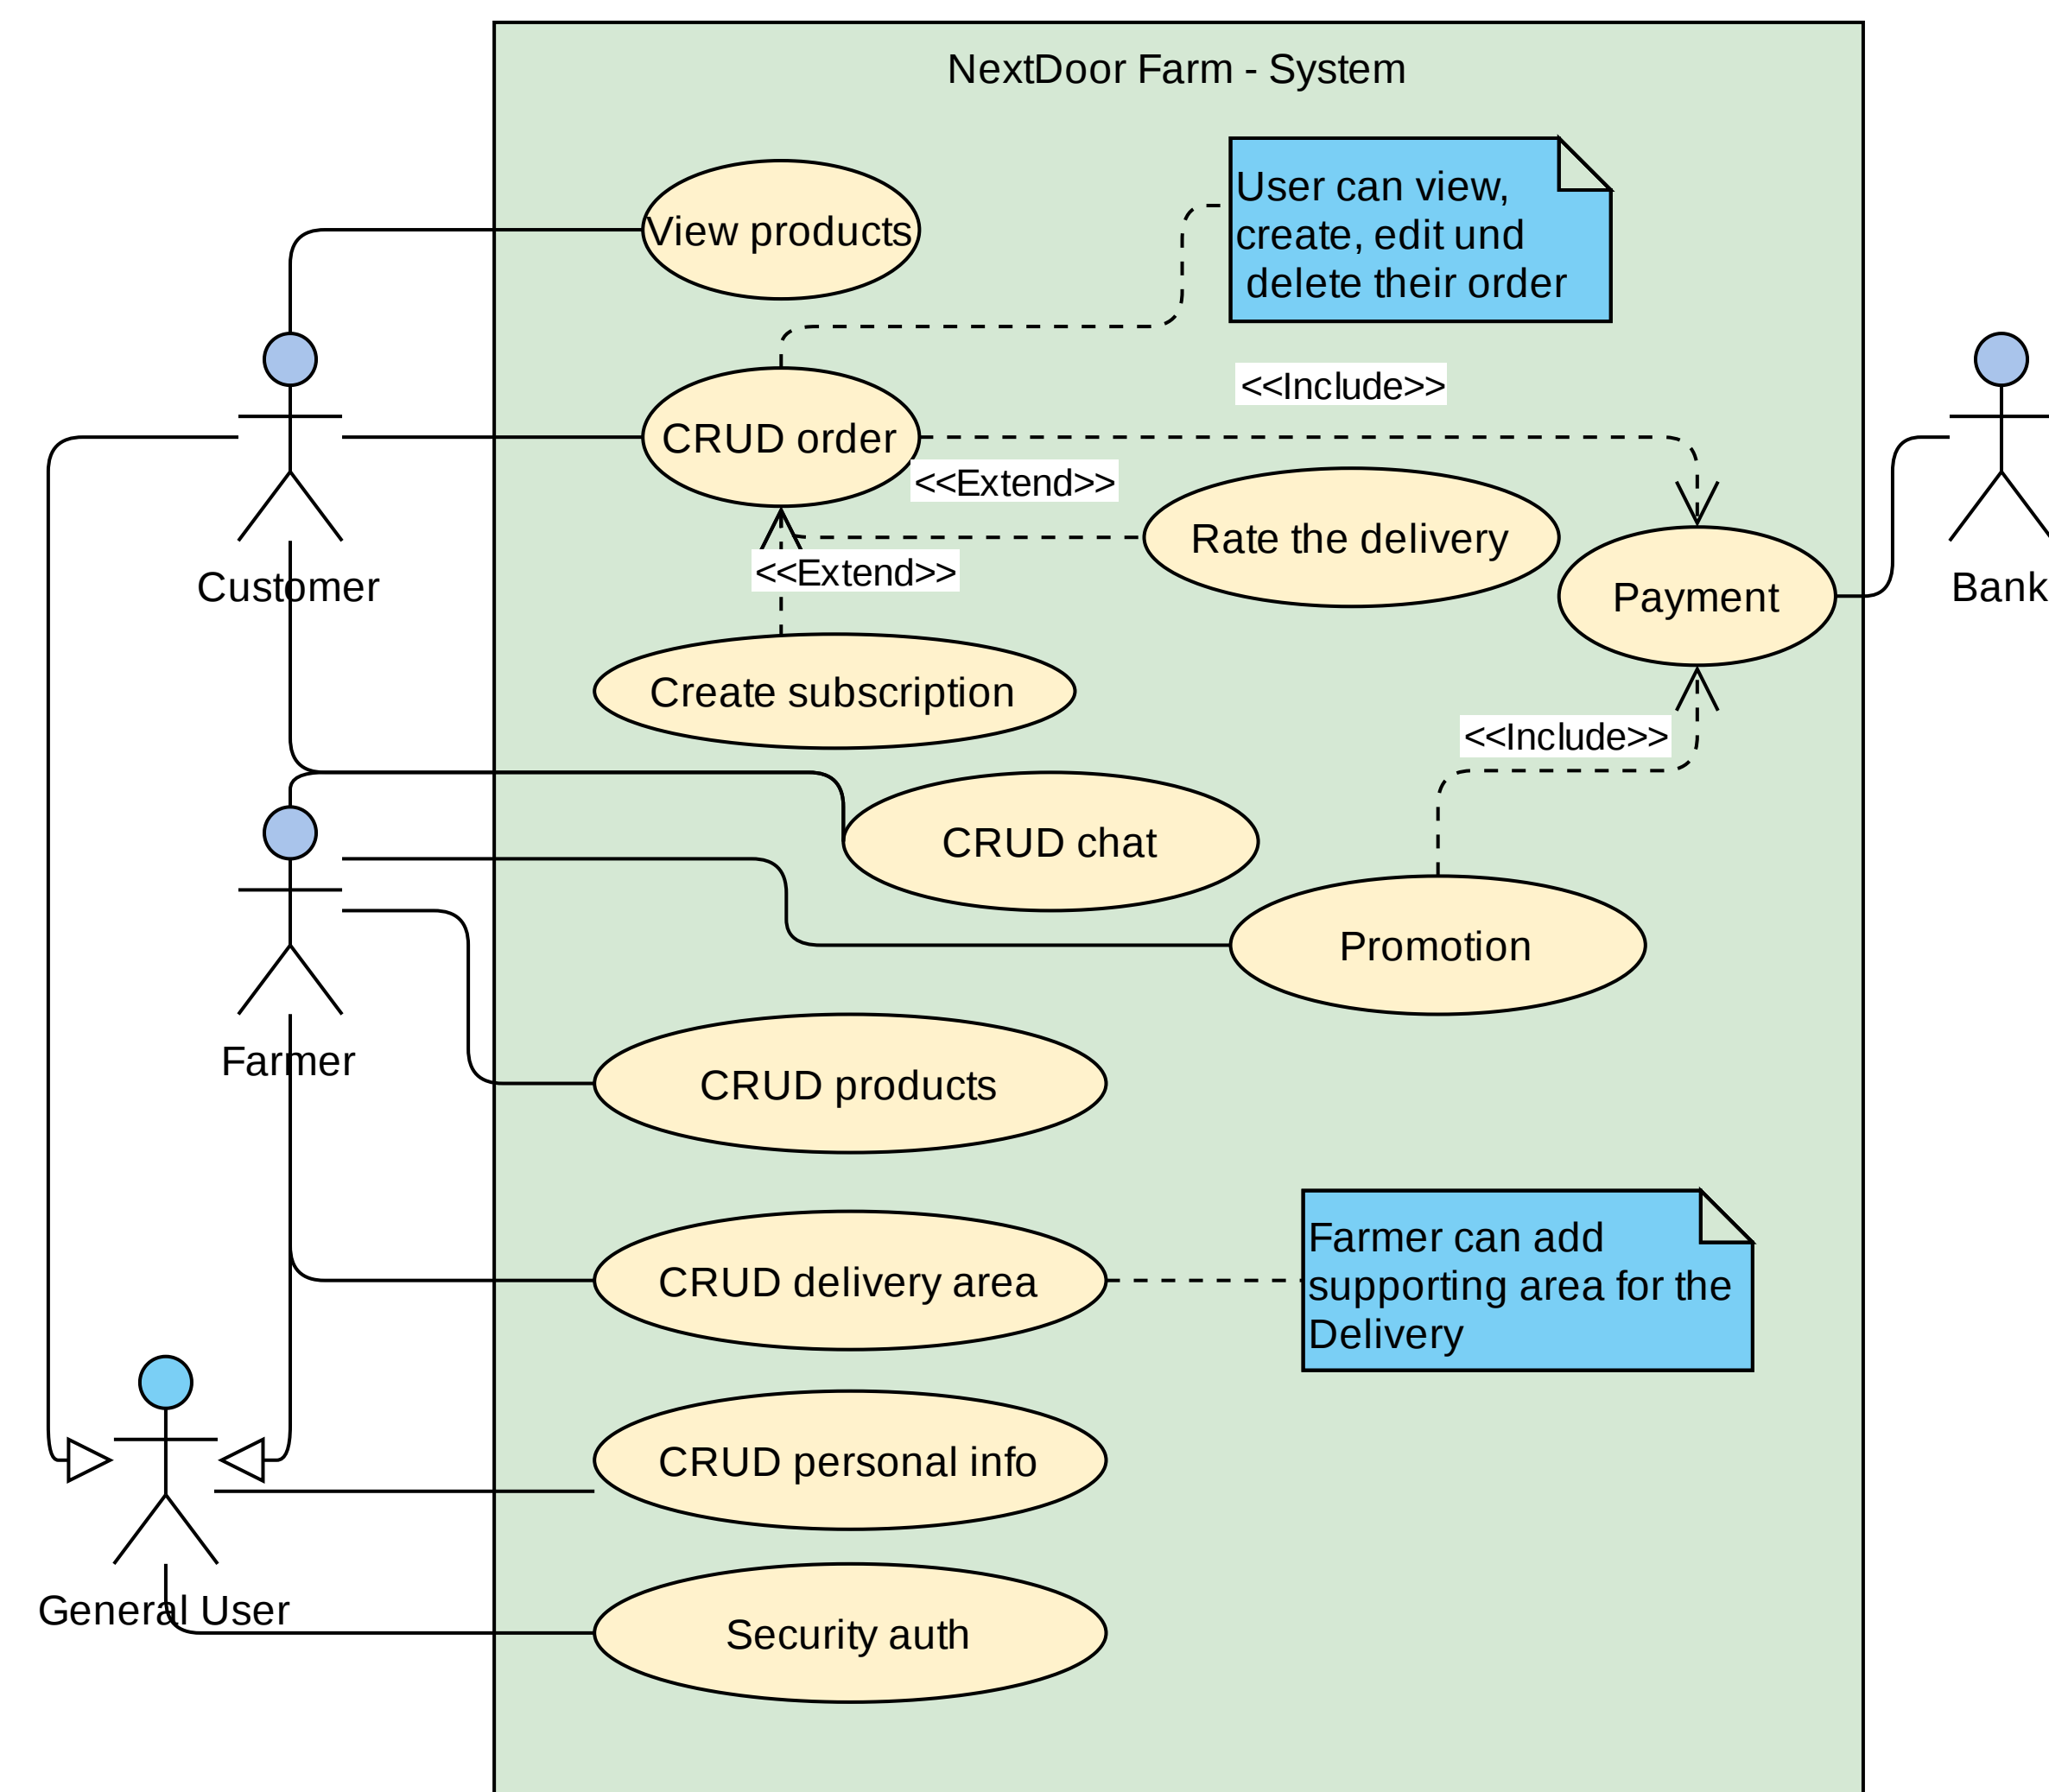 NextDoor Farm - System
View products
User can view,
create, edit und
delete their order
<<Include>>
CRUD order
<<Extend>>
Rate the delivery
<<Extend>>
Payment
Customer
Bank
Create subscription
<<Include>>
CRUD chat
Promotion
Farmer
CRUD products
Farmer can add
supporting area for the
Delivery
CRUD delivery area
CRUD personal info
General User
Security auth